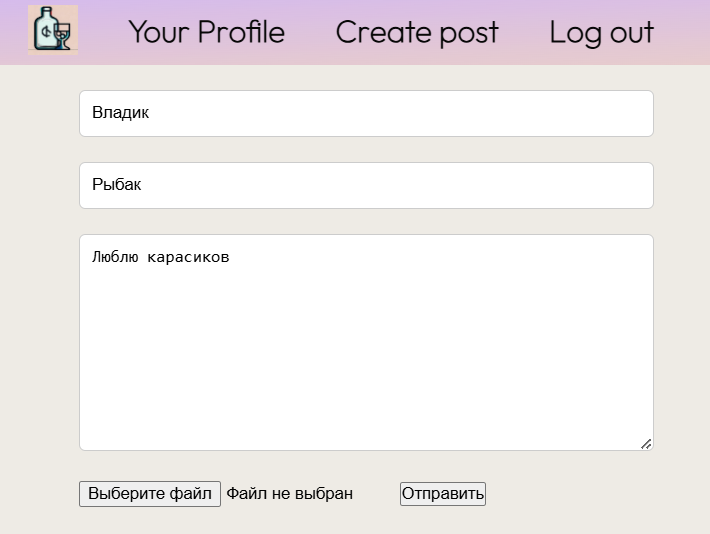 Your Profile Create post Log out
Владик
Рыбак
Люблю карасиков
Выберите файл Файл не выбран Отправить